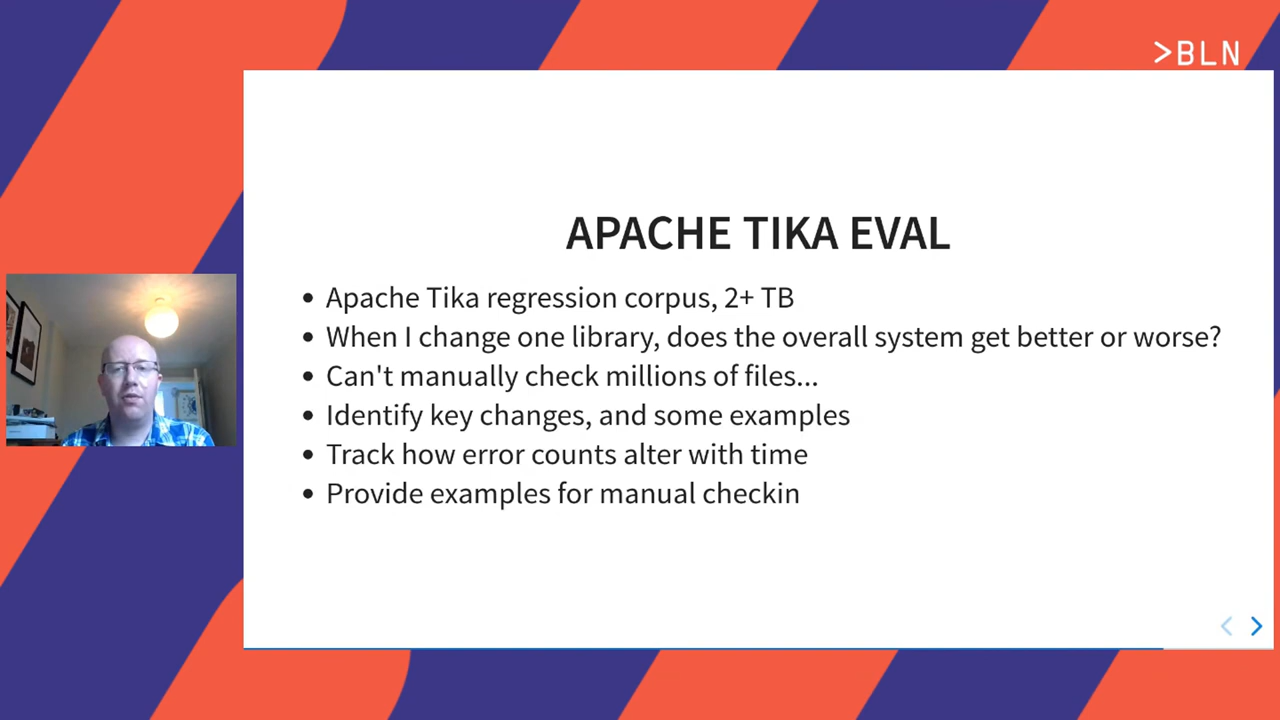 >BLN
APACHE TIKA EVAL
Apache Tika regression corpus, 2+ TB
When I change one library, does the overall system get better or worse?
Can't manually check millions of files...
Identify key changes, and some examples
Track how error counts alter with time
Provide examples for manual checkin